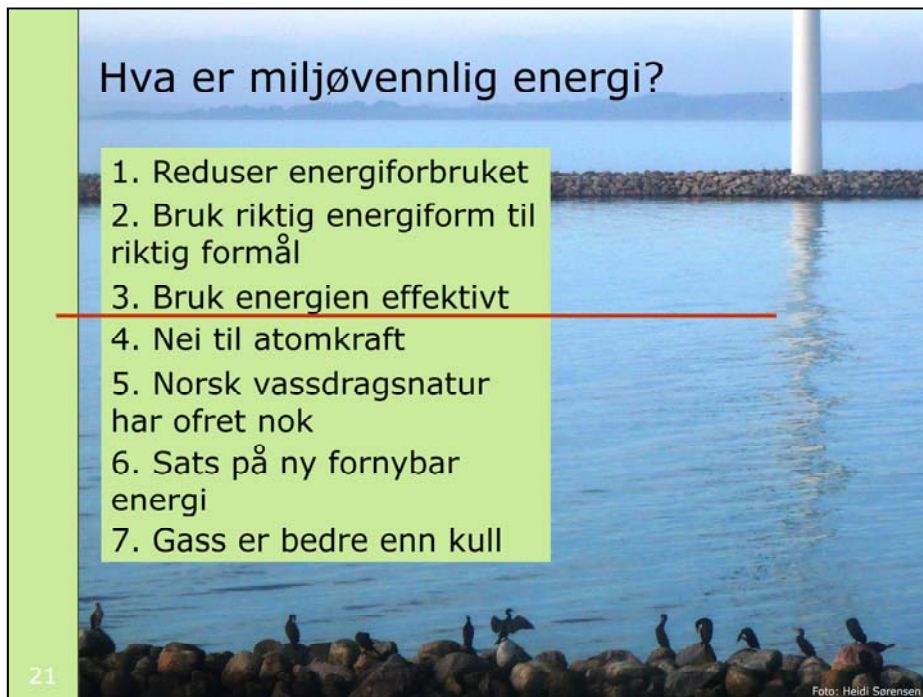 Hva er miljøvennlig energi?
1. Reduser energiforbruket
2. Bruk riktig energiform til
riktig formål
3. Bruk energien effektivt
4. Nei til atomkraft
5. Norsk vassdragsnatur
har ofret nok
6. Sats på ny fornybar
energi
7. Gass er bedre enn kull
21
Foto: Heidi Sørensen